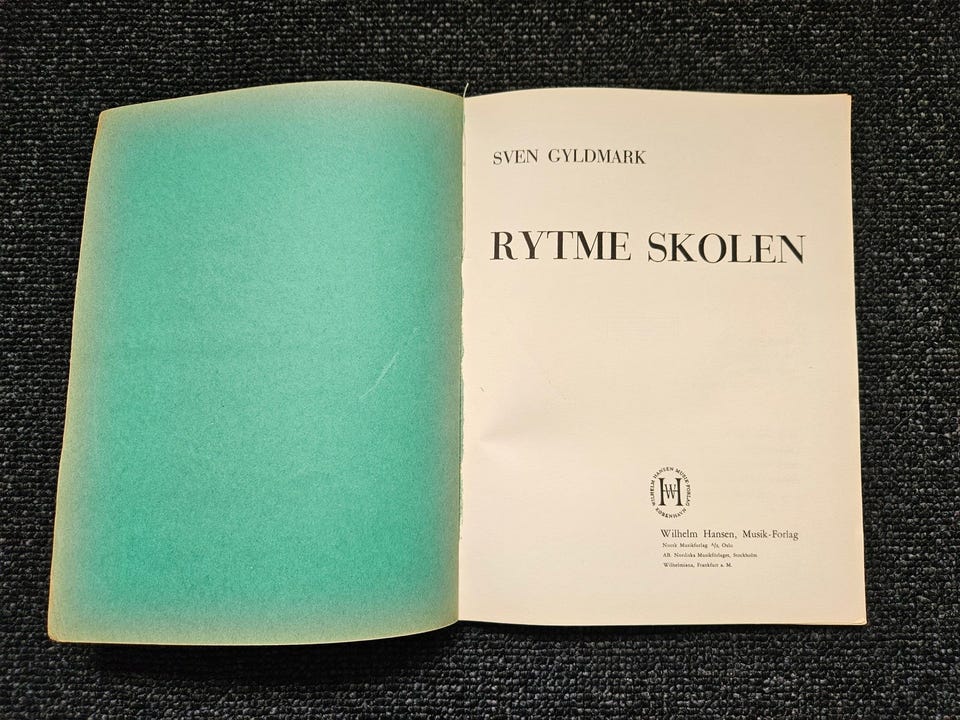 SVEN GYLDMARK
RYTME SKOLEN
WILHELM HANSEN MUSIK-FORLAG
KØBENHAVN
WH
Wilhelm Hansen, Musik-Forlag
Norsk Musikforlag A/S, Oslo
AB. Nordiska Musikförlaget, Stockholm
Wilhelmiana, Frankfurt a. M.